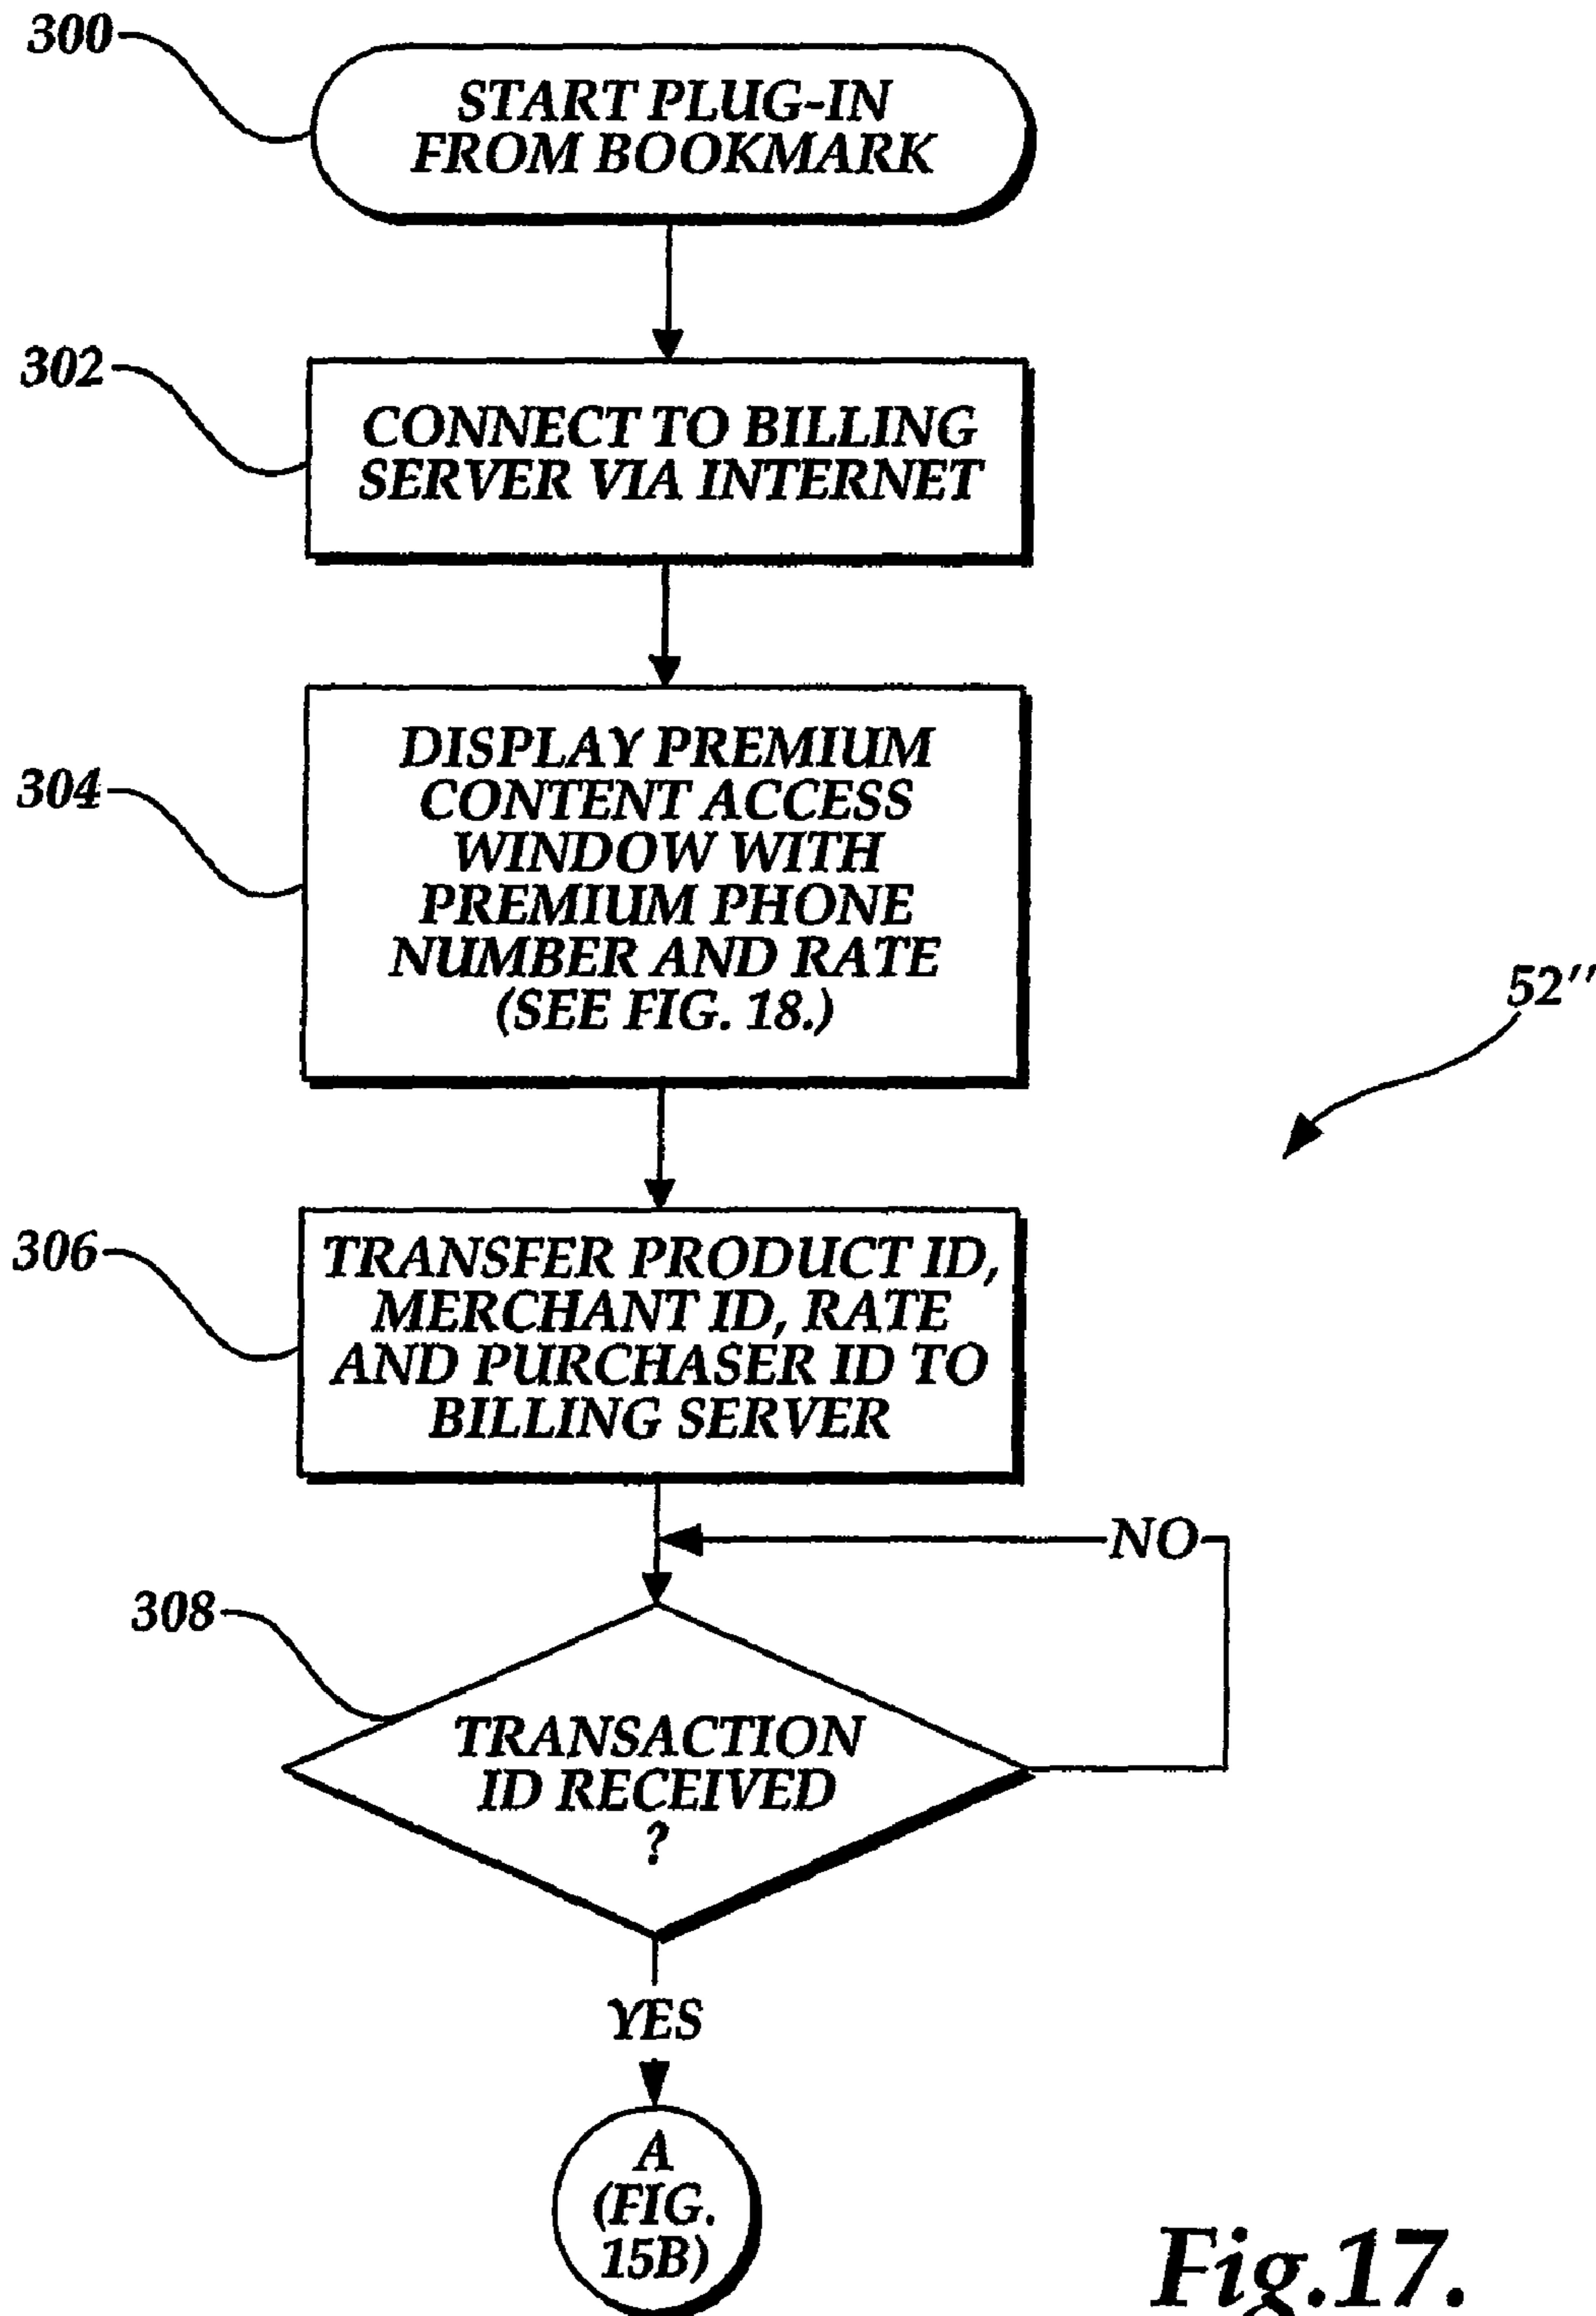 300
START PLUG-IN
FROM BOOKMARK
302
CONNECT TO BILLING
SERVER VIA INTERNET
304
DISPLAY PREMIUM
CONTENT ACCESS
WINDOW WITH
PREMIUM PHONE
NUMBER AND RATE
(SEE FIG. 18.)
52''
306
TRANSFER PRODUCT ID,
MERCHANT ID, RATE
AND PURCHASER ID TO
BILLING SERVER
NO
308
TRANSACTION
ID RECEIVED
?
YES
A
(FIG.
15B)
Fig.17.